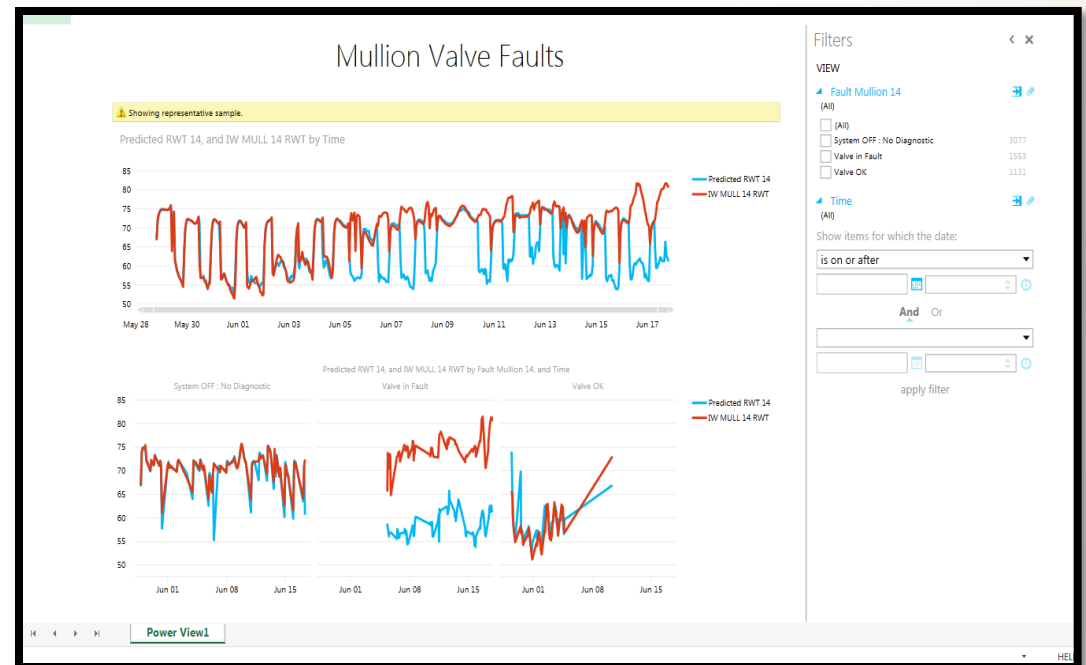 Mullion Valve Faults
Showing representative sample.
Predicted RWT 14, and IW MULL 14 RWT by Time
85
80
75
70
65
60
55
50
Predicted RWT 14
IW MULL 14 RWT
May 28 May 30 Jun 01 Jun 03 Jun 05 Jun 07 Jun 09 Jun 11 Jun 13 Jun 15 Jun 17
Predicted RWT 14, and IW MULL 14 RWT by Fault Mullion 14, and Time
System OFF : No Diagnostic Valve in Fault Valve OK
85
80
75
70
65
60
55
50
Predicted RWT 14
IW MULL 14 RWT
Jun 01 Jun 08 Jun 15 Jun 01 Jun 08 Jun 15 Jun 01 Jun 08 Jun 15
Filters
VIEW
Fault Mullion 14
(All)
(All)
System OFF : No Diagnostic 3077
Valve in Fault 1553
Valve OK 1131
Time
(All)
Show items for which the date:
is on or after
And Or
apply filter
Power View1